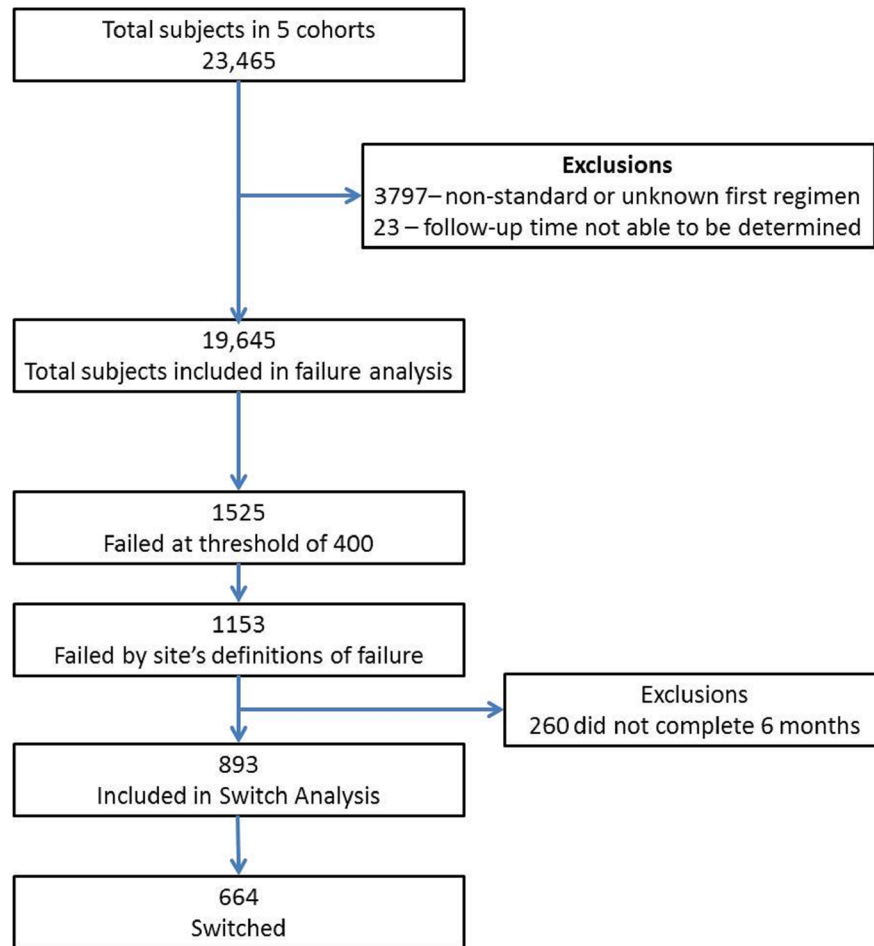 Total subjects in 5 cohorts
23,465
Exclusions
3797– non-standard or unknown first regimen
23 – follow-up time not able to be determined
19,645
Total subjects included in failure analysis
1525
Failed at threshold of 400
1153
Failed by site’s definitions of failure
Exclusions
260 did not complete 6 months
893
Included in Switch Analysis
664
Switched